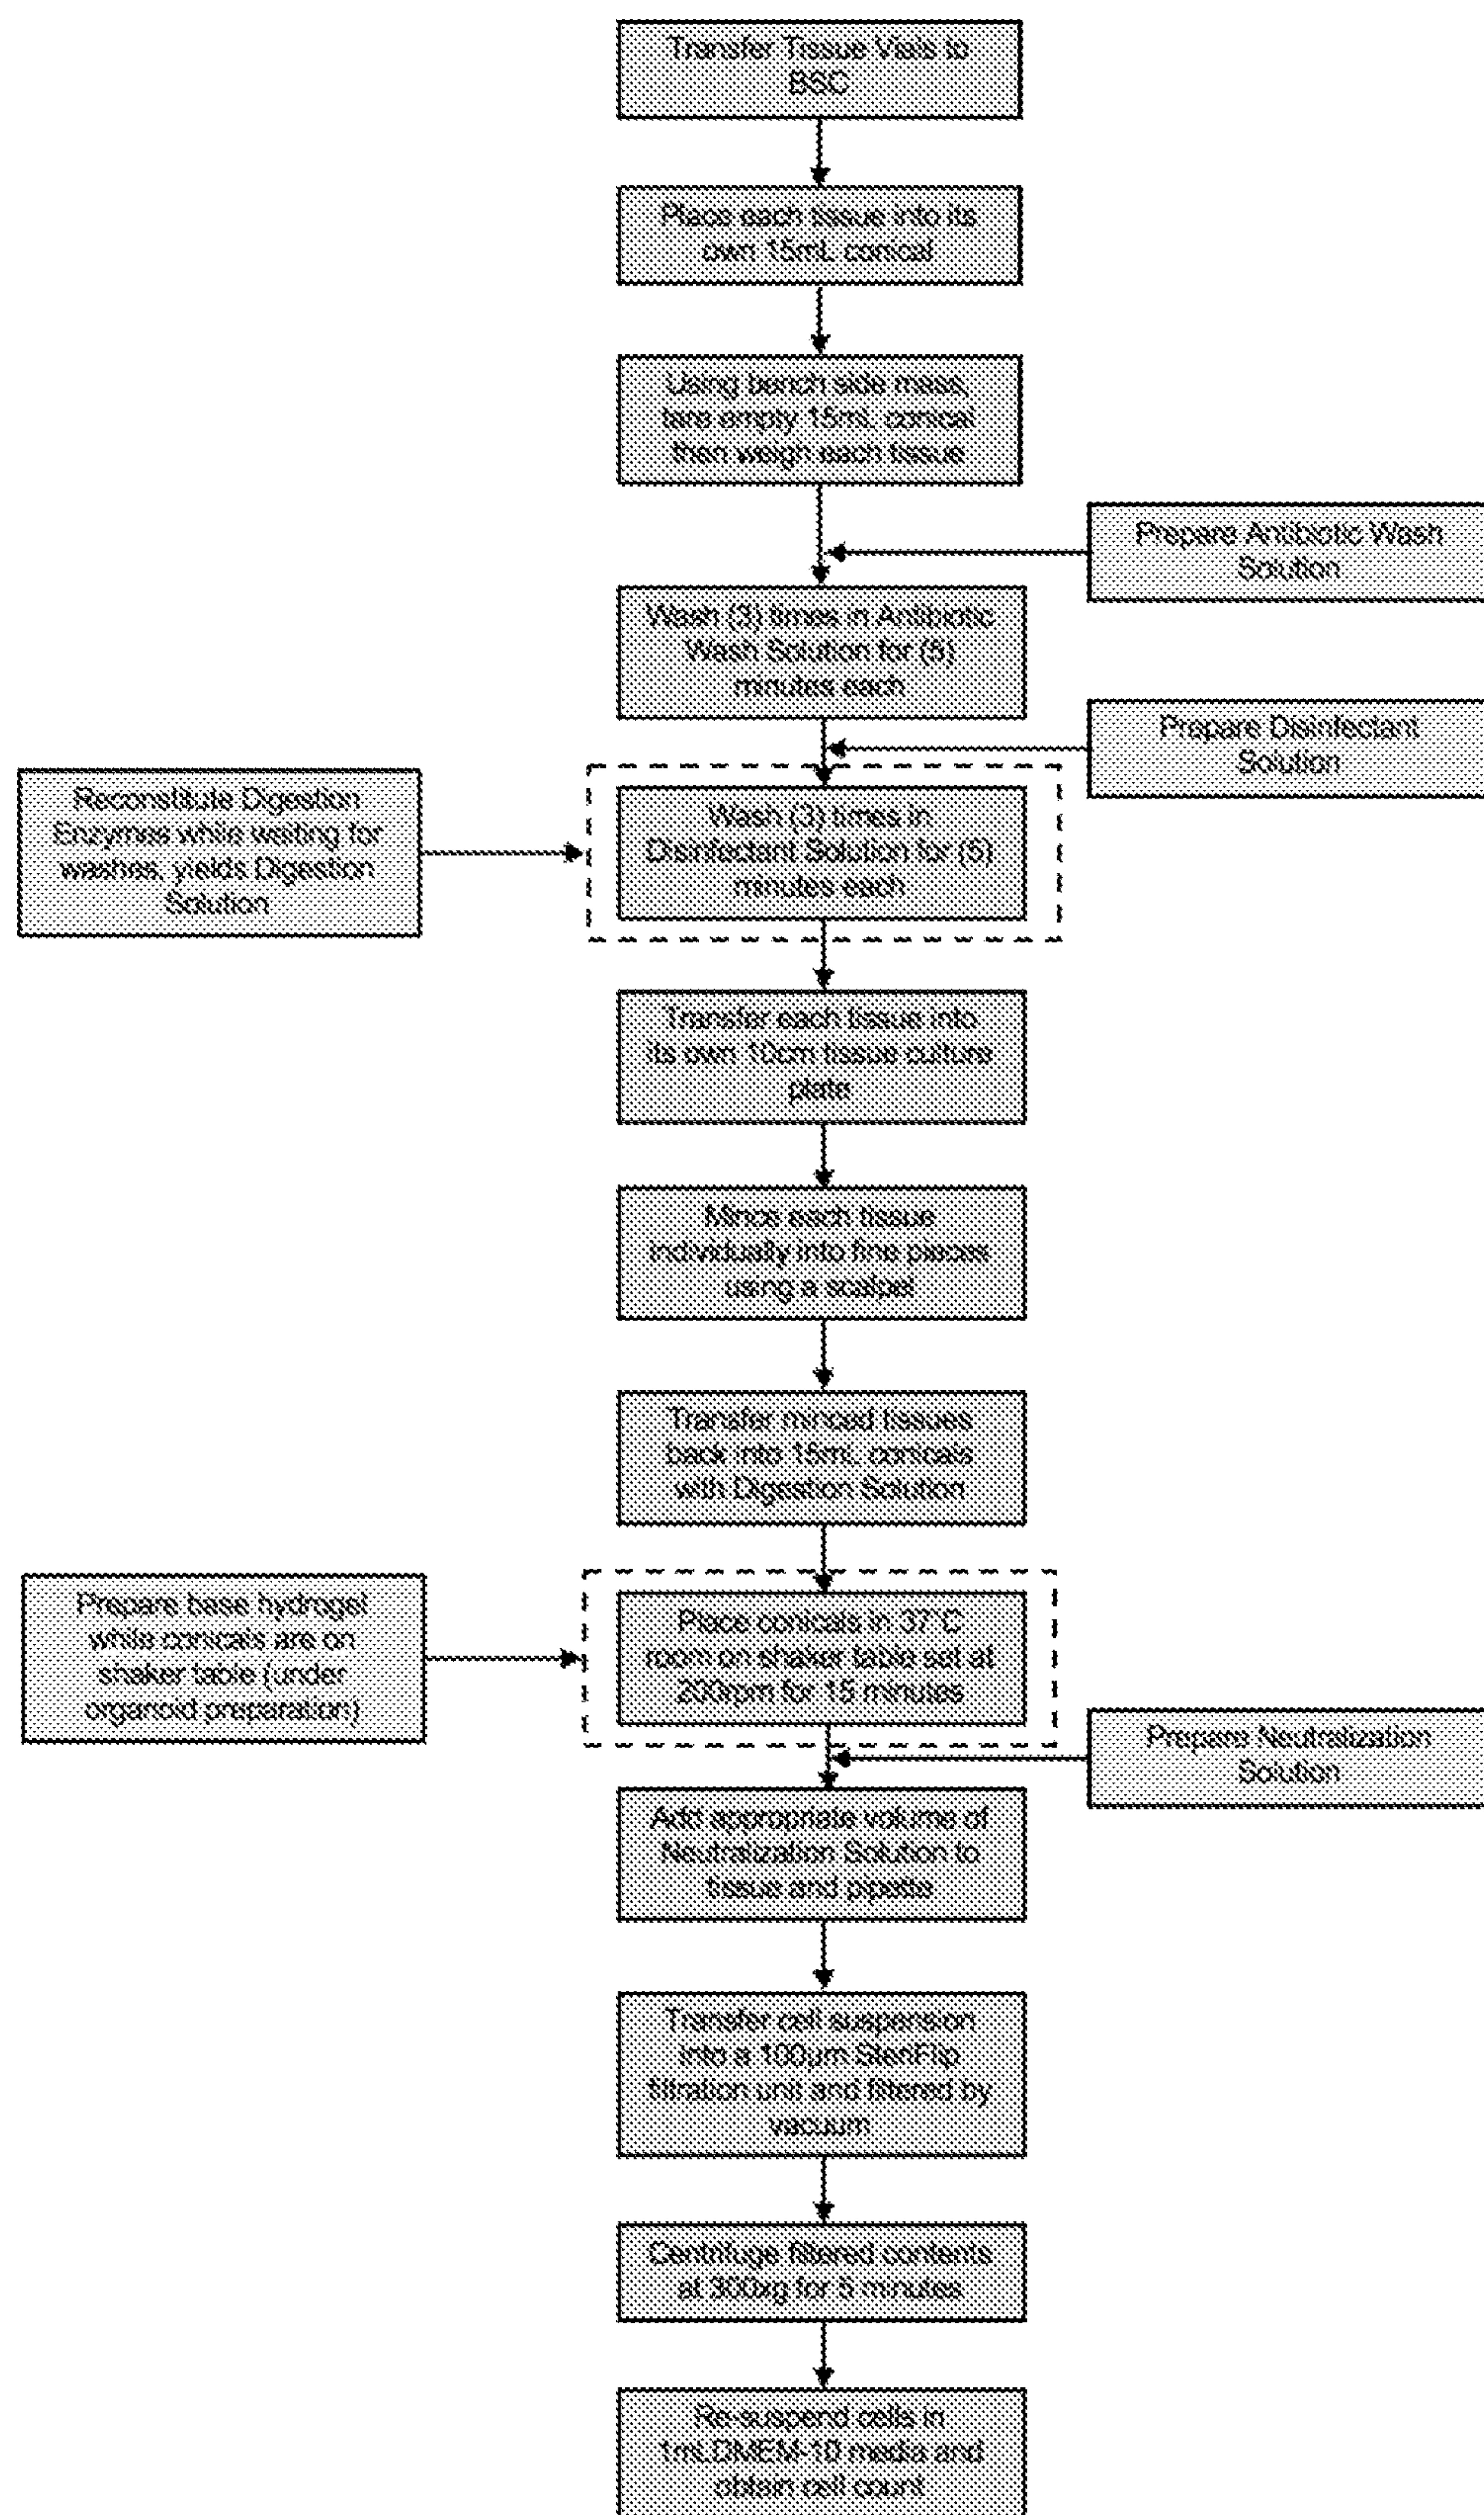 Transfer Tissue Vials to
BSC
Place each tissue into its
own 15mL conical
Using bench side mass,
tare empty 15mL conical
then weigh each tissue
Prepare Antibiotic Wash
Solution
Wash (3) times in Antibiotic
Wash Solution for (5)
minutes each
Prepare Disinfectant
Solution
Reconstitute Digestion
Enzymes while waiting for
washes, yields Digestion
Solution
Wash (3) times in
Disinfectant Solution for (5)
minutes each
Transfer each tissue into
its own 10cm tissue culture
plate
Mince each tissue
individually into fine pieces
using a scalpel
Transfer minced tissues
back into 15mL conicals
with Digestion Solution
Prepare base hydrogel
while conicals are on
shaker table (under
organoid preparation)
Place conicals in 37°C
room on shaker table set at
200rpm for 15 minutes
Prepare Neutralization
Solution
Add appropriate volume of
Neutralization Solution to
tissue and pipette
Transfer cell suspension
into a 100µm SteriFlip
filtration unit and filtered by
vacuum
Centrifuge filtered contents
at 300xg for 5 minutes
Re-suspend cells in
1mLDMEM-10 media and
obtain cell count